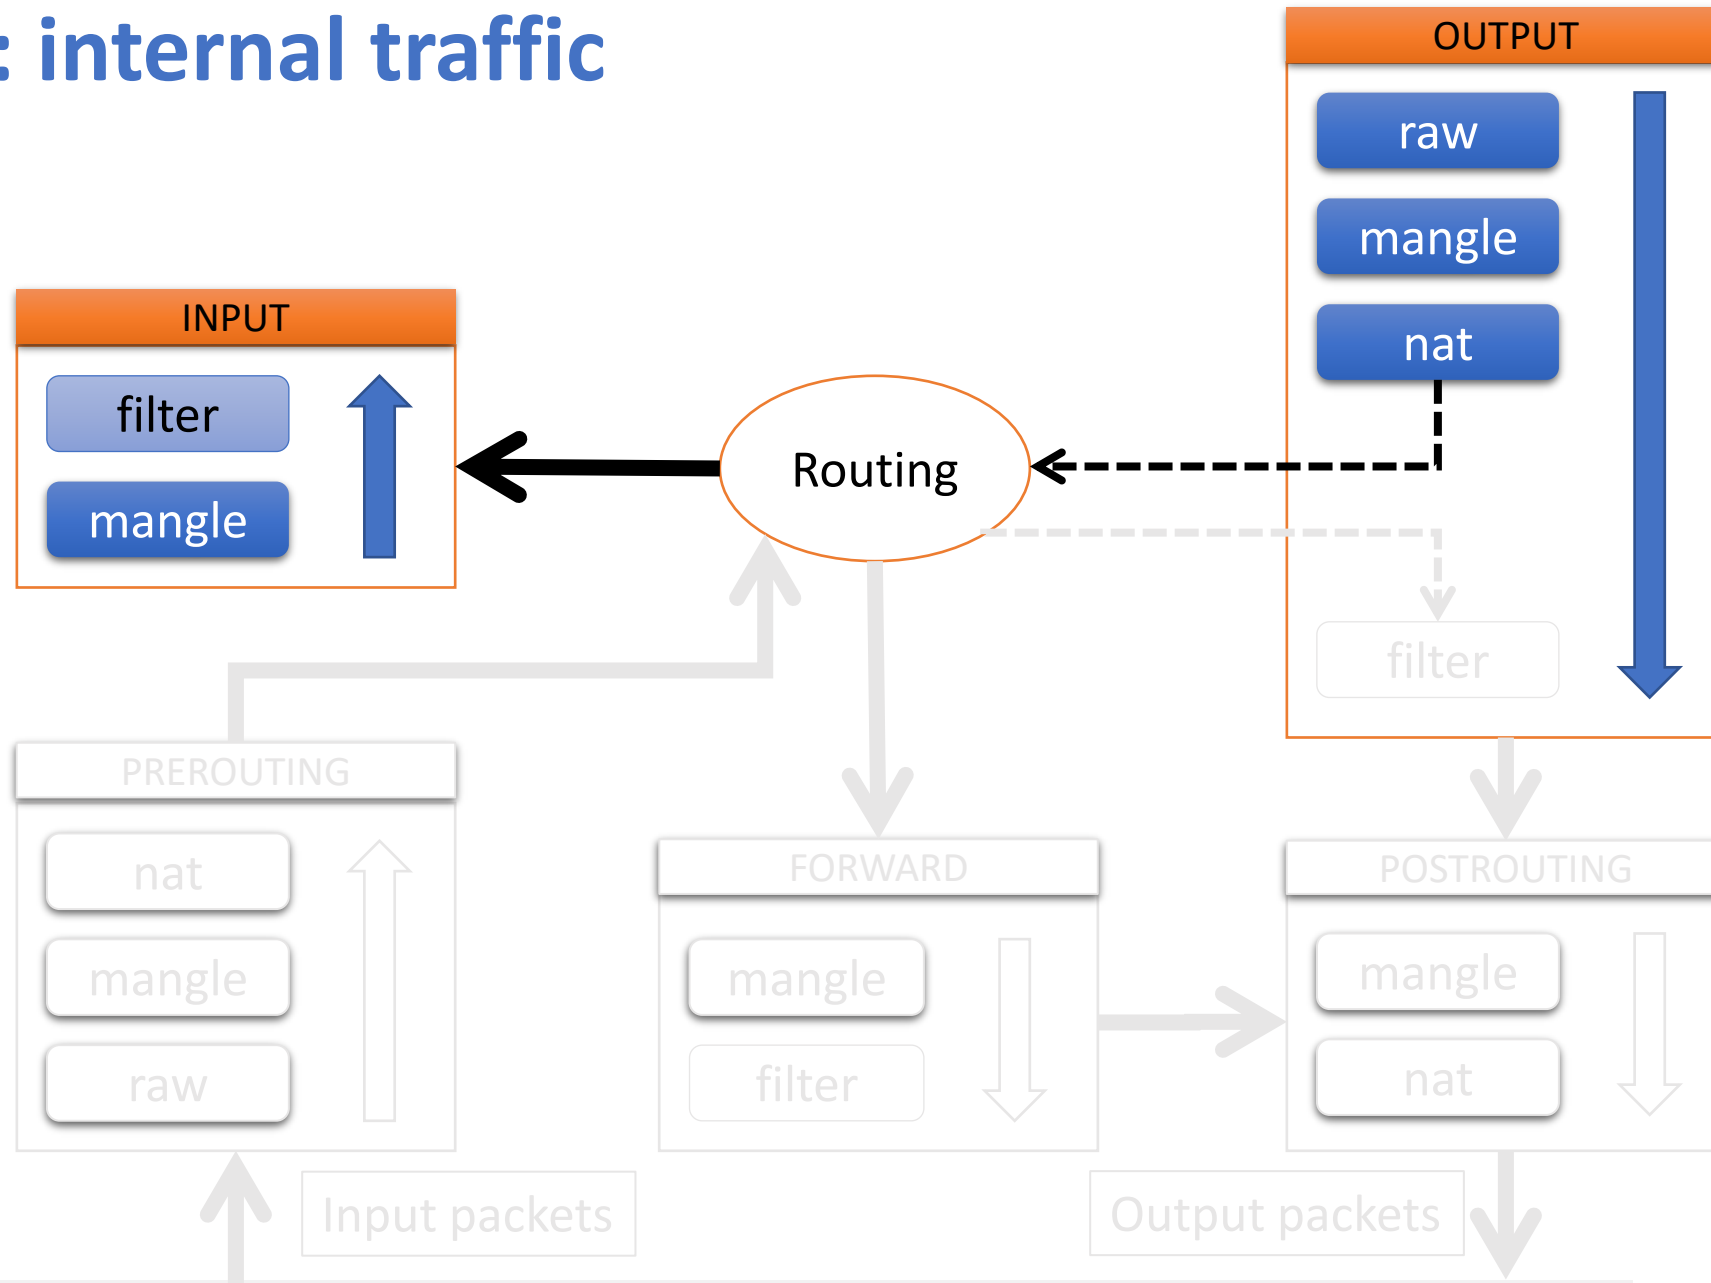 : internal traffic
OUTPUT
raw
mangle
nat
filter
INPUT
filter
mangle
Routing
PREROUTING
nat
mangle
raw
FORWARD
mangle
filter
POSTROUTING
mangle
nat
Input packets
Output packets